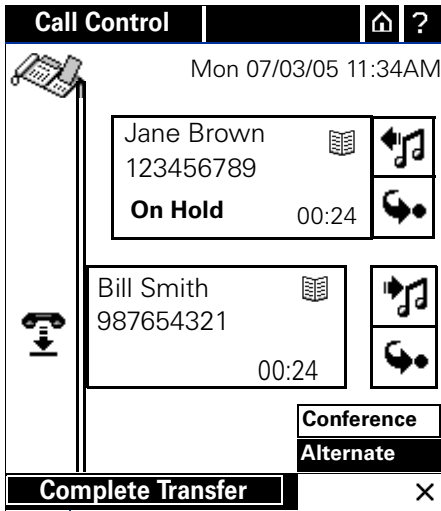 Call Control ?
Mon 07/03/05 11:34AM
Jane Brown
123456789
On Hold 00:24
Bill Smith
987654321
00:24
Conference
Alternate
Complete Transfer